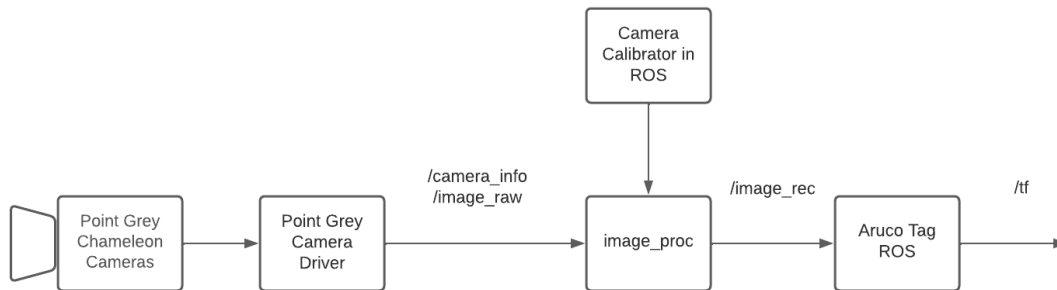 Camera
Calibrator in
ROS
/camera_info
/image_raw
/image_rec
/tf
Point Grey
Chameleon
Cameras
Point Grey
Camera
Driver
image_proc
Aruco Tag
ROS